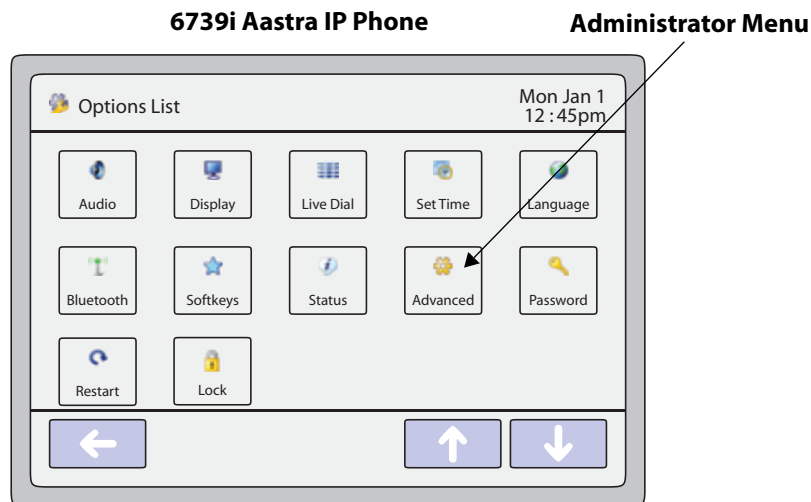 6739i Aastra IP Phone
Administrator Menu
Options List
Mon Jan 1
12 : 45pm
Audio
Display
Live Dial
Set Time
Language
Bluetooth
Softkeys
Status
Advanced
Password
Restart
Lock